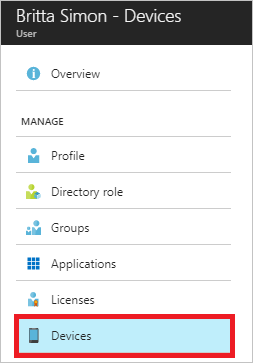 Britta Simon - Devices
User
Overview
MANAGE
Profile
Directory role
Groups
Applications
Licenses
Devices